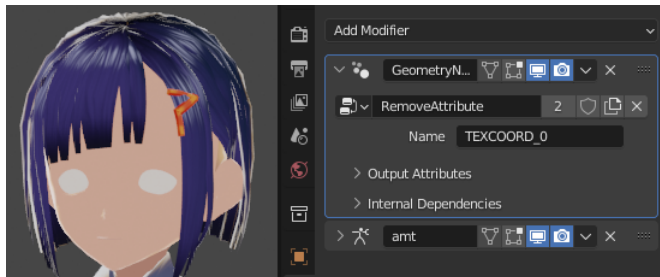 Add Modifier
GeometryN...
RemoveAttribute 2
Name TEXCOORD_0
Output Attributes
Internal Dependencies
amt